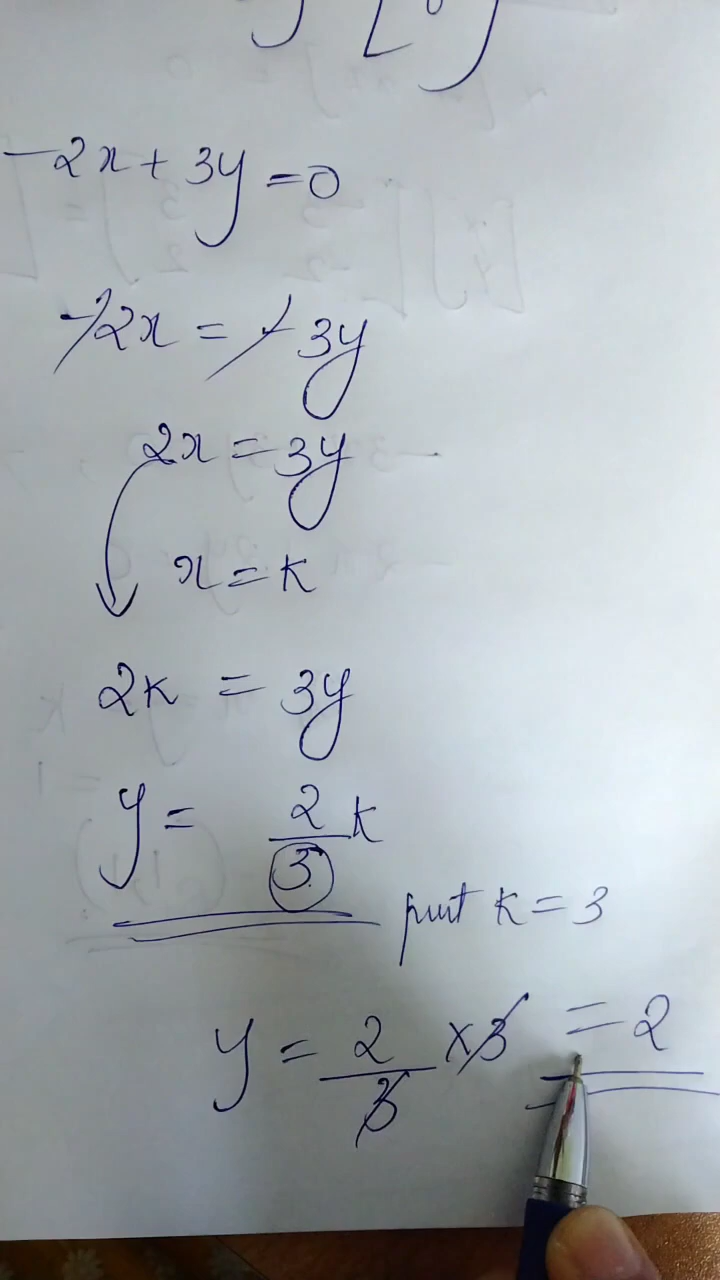 -2x + 3y = 0
-2x = -3y
2x = 3y
x = k
2k = 3y
y = 2/3 k
put k = 3
y = 2/3 × 3 = 2